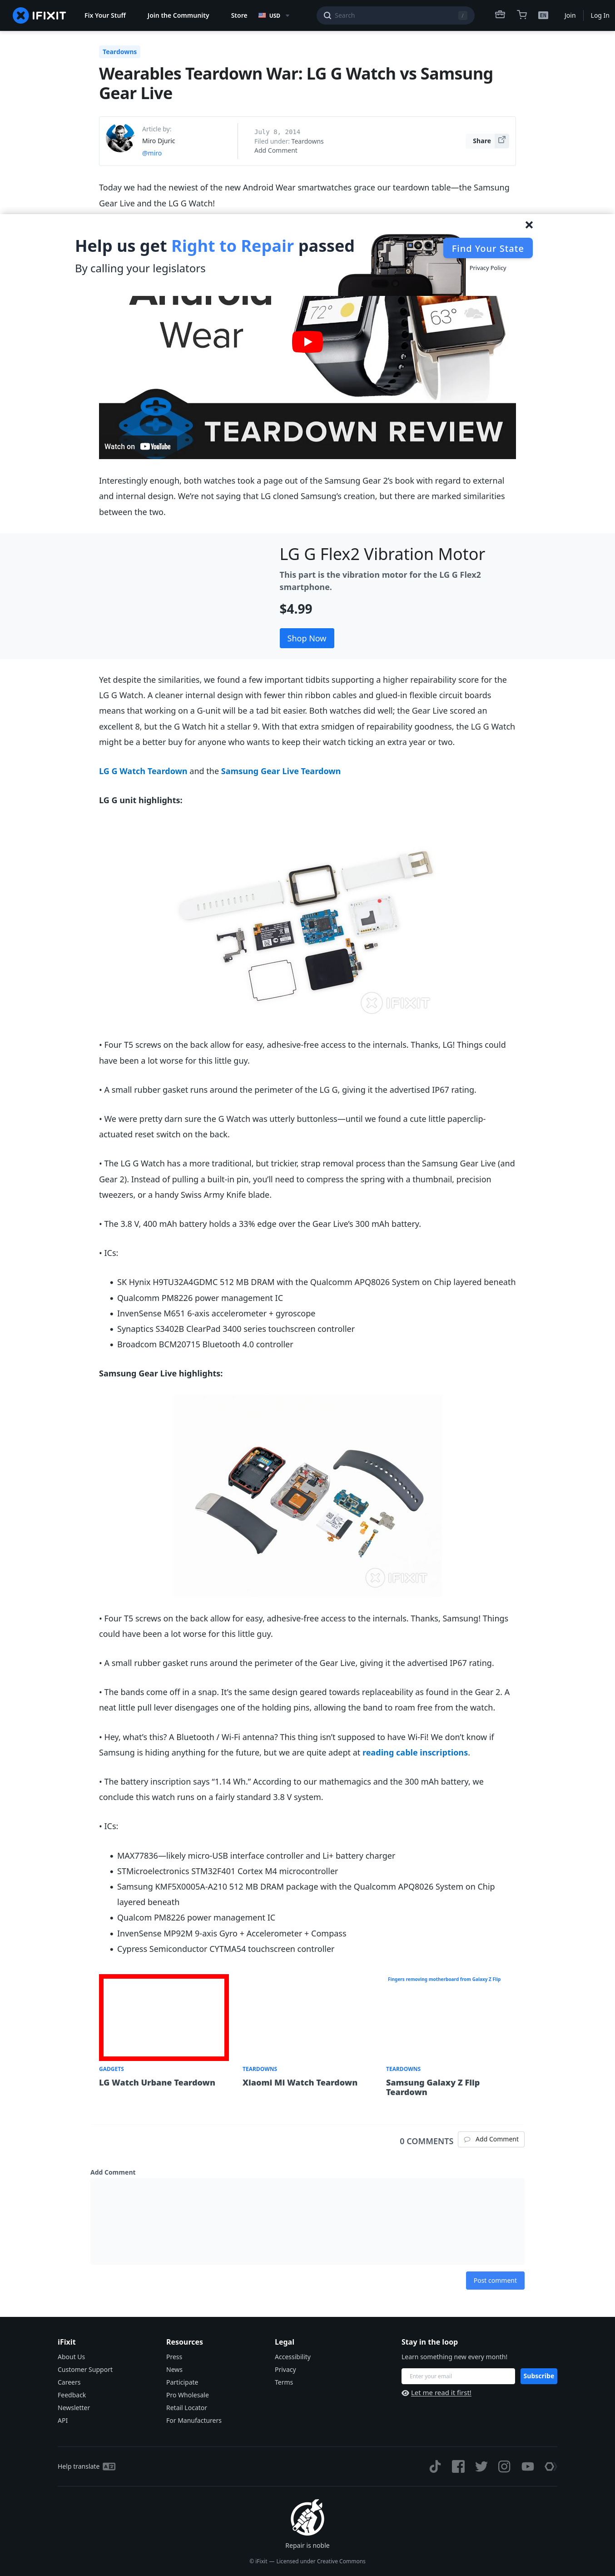 IFIXIT Fix Your Stuff Join the Community Store USD Search / EN Join Log In
Teardowns
Wearables Teardown War: LG G Watch vs Samsung
Gear Live
Article by:
Miro Djuric
@miro
July 8, 2014
Filed under: Teardowns
Add Comment
Share
Today we had the newest of the new Android Wear smartwatches grace our teardown table—the Samsung
Gear Live and the LG G Watch!
Help us get Right to Repair passed
By calling your legislators
Find Your State
Privacy Policy
Android
Wear
72°
63°
TEARDOWN REVIEW
Watch on YouTube
Interestingly enough, both watches took a page out of the Samsung Gear 2’s book with regard to external
and internal design. We’re not saying that LG cloned Samsung’s creation, but there are marked similarities
between the two.
LG G Flex2 Vibration Motor
This part is the vibration motor for the LG G Flex2
smartphone.
$4.99
Shop Now
Yet despite the similarities, we found a few important tidbits supporting a higher repairability score for the
LG G Watch. A cleaner internal design with fewer thin ribbon cables and glued-in flexible circuit boards
means that working on a G-unit will be a tad bit easier. Both watches did well; the Gear Live scored an
excellent 8, but the G Watch hit a stellar 9. With that extra smidgen of repairability goodness, the LG G Watch
might be a better buy for anyone who wants to keep their watch ticking an extra year or two.
LG G Watch Teardown and the Samsung Gear Live Teardown
LG G unit highlights:
IFIXIT
• Four T5 screws on the back allow for easy, adhesive-free access to the internals. Thanks, LG! Things could
have been a lot worse for this little guy.
• A small rubber gasket runs around the perimeter of the LG G, giving it the advertised IP67 rating.
• We were pretty darn sure the G Watch was utterly buttonless—until we found a cute little paperclip-
actuated reset switch on the back.
• The LG G Watch has a more traditional, but trickier, strap removal process than the Samsung Gear Live (and
Gear 2). Instead of pulling a built-in pin, you’ll need to compress the spring with a thumbnail, precision
tweezers, or a handy Swiss Army Knife blade.
• The 3.8 V, 400 mAh battery holds a 33% edge over the Gear Live’s 300 mAh battery.
• ICs:
• SK Hynix H9TU32A4GDMC 512 MB DRAM with the Qualcomm APQ8026 System on Chip layered beneath
• Qualcomm PM8226 power management IC
• InvenSense M651 6-axis accelerometer + gyroscope
• Synaptics S3402B ClearPad 3400 series touchscreen controller
• Broadcom BCM20715 Bluetooth 4.0 controller
Samsung Gear Live highlights:
IFIXIT
• Four T5 screws on the back allow for easy, adhesive-free access to the internals. Thanks, Samsung! Things
could have been a lot worse for this little guy.
• A small rubber gasket runs around the perimeter of the Gear Live, giving it the advertised IP67 rating.
• The bands come off in a snap. It’s the same design geared towards replaceability as found in the Gear 2. A
neat little pull lever disengages one of the holding pins, allowing the band to roam free from the watch.
• Hey, what’s this? A Bluetooth / Wi-Fi antenna? This thing isn’t supposed to have Wi-Fi! We don’t know if
Samsung is hiding anything for the future, but we are quite adept at reading cable inscriptions.
• The battery inscription says “1.14 Wh.” According to our mathemagics and the 300 mAh battery, we
conclude this watch runs on a fairly standard 3.8 V system.
• ICs:
• MAX77836—likely micro-USB interface controller and Li+ battery charger
• STMicroelectronics STM32F401 Cortex M4 microcontroller
• Samsung KMF5X0005A-A210 512 MB DRAM package with the Qualcomm APQ8026 System on Chip
layered beneath
• Qualcom PM8226 power management IC
• InvenSense MP92M 9-axis Gyro + Accelerometer + Compass
• Cypress Semiconductor CYTMA54 touchscreen controller
Fingers removing motherboard from Galaxy Z Flip
GADGETS
LG Watch Urbane Teardown
TEARDOWNS
Xiaomi Mi Watch Teardown
TEARDOWNS
Samsung Galaxy Z Flip
Teardown
0 COMMENTS Add Comment
Add Comment
Post comment
iFixit
About Us
Customer Support
Careers
Feedback
Newsletter
API
Resources
Press
News
Participate
Pro Wholesale
Retail Locator
For Manufacturers
Legal
Accessibility
Privacy
Terms
Stay in the loop
Learn something new every month!
Enter your email
Subscribe
Let me read it first!
Help translate
Repair is noble
© iFixit — Licensed under Creative Commons